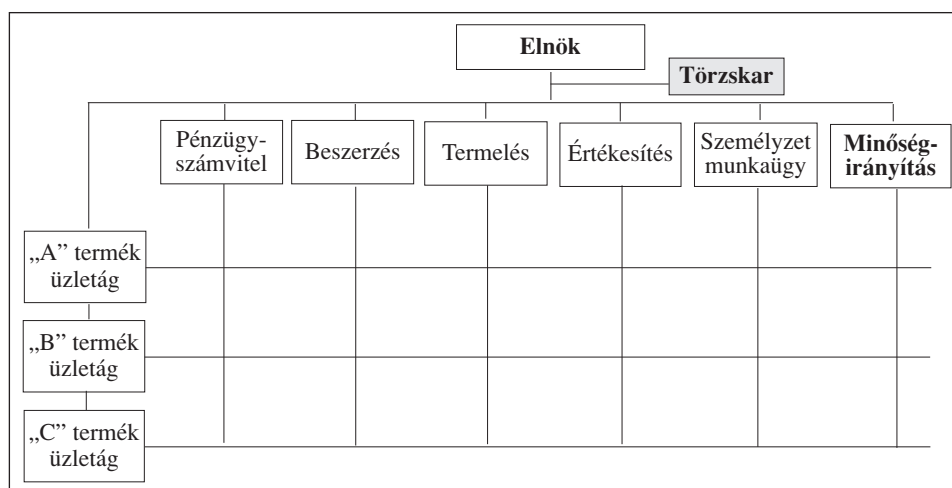 Elnök
Törzskar
Pénzügy-
számvitel
Beszerzés
Termelés
Értékesítés
Személyzet
munkaügy
Minőség-
irányítás
„A” termék
üzletág
„B” termék
üzletág
„C” termék
üzletág